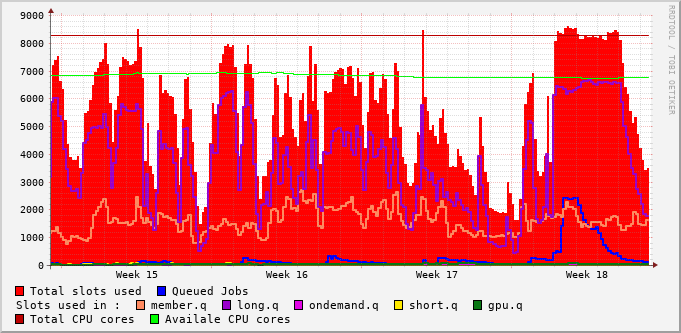 9000
8000
7000
6000
5000
4000
3000
2000
1000
0
Week 15 Week 16 Week 17 Week 18
Total slots used Queued Jobs
Slots used in : member.q long.q ondemand.q short.q gpu.q
Total CPU cores Availale CPU cores
RRDTOOL / TOBI OETIKER